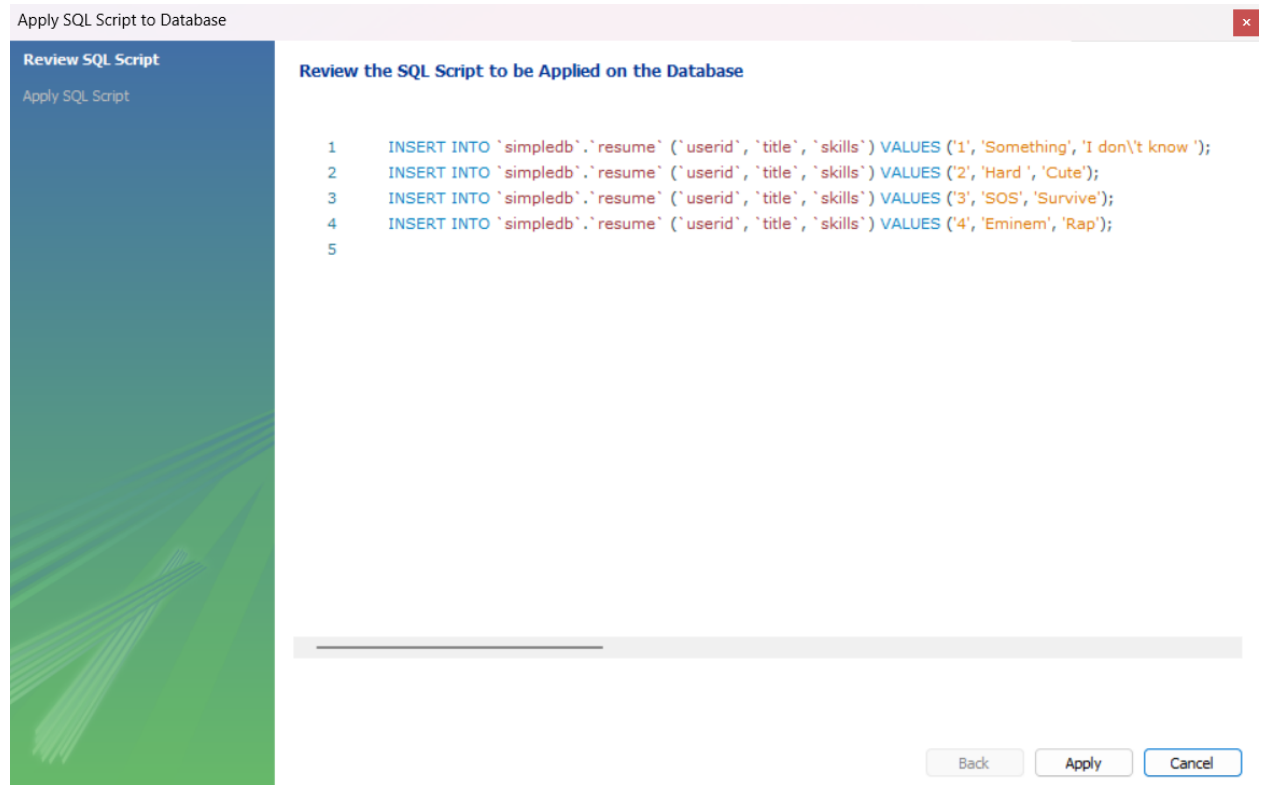 Apply SQL Script to Database
Review SQL Script
Apply SQL Script
Review the SQL Script to be Applied on the Database
1 INSERT INTO `simpledb`.`resume` (`userid`, `title`, `skills`) VALUES ('1', 'Something', 'I don\'t know ');
2 INSERT INTO `simpledb`.`resume` (`userid`, `title`, `skills`) VALUES ('2', 'Hard ', 'Cute');
3 INSERT INTO `simpledb`.`resume` (`userid`, `title`, `skills`) VALUES ('3', 'SOS', 'Survive');
4 INSERT INTO `simpledb`.`resume` (`userid`, `title`, `skills`) VALUES ('4', 'Eminem', 'Rap');
5
Back Apply Cancel